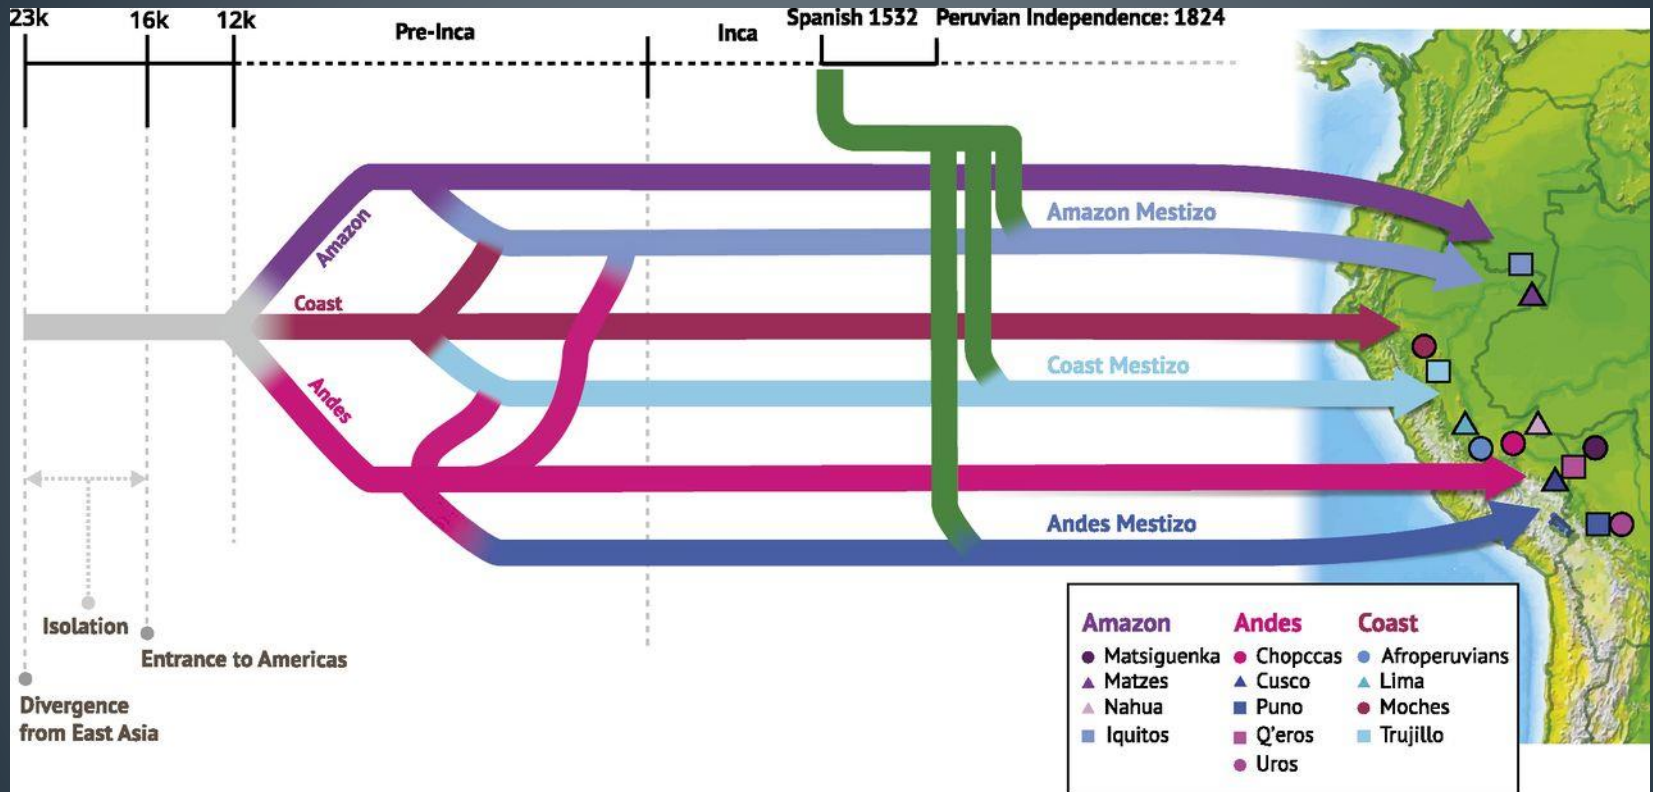 23k
16k
12k
Pre-Inca
Inca
Spanish 1532
Peruvian Independence: 1824
Amazon
Coast
Andes
Amazon Mestizo
Coast Mestizo
Andes Mestizo
Isolation
Entrance to Americas
Divergence
from East Asia
Amazon
Matsiguenka
Matzes
Nahua
Iquitos
Andes
Chopccas
Cusco
Puno
Q'eros
Uros
Coast
Afroperuvians
Lima
Moches
Trujillo